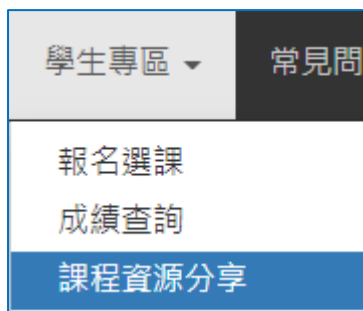 學生專區 常見問
報名選課
成績查詢
課程資源分享